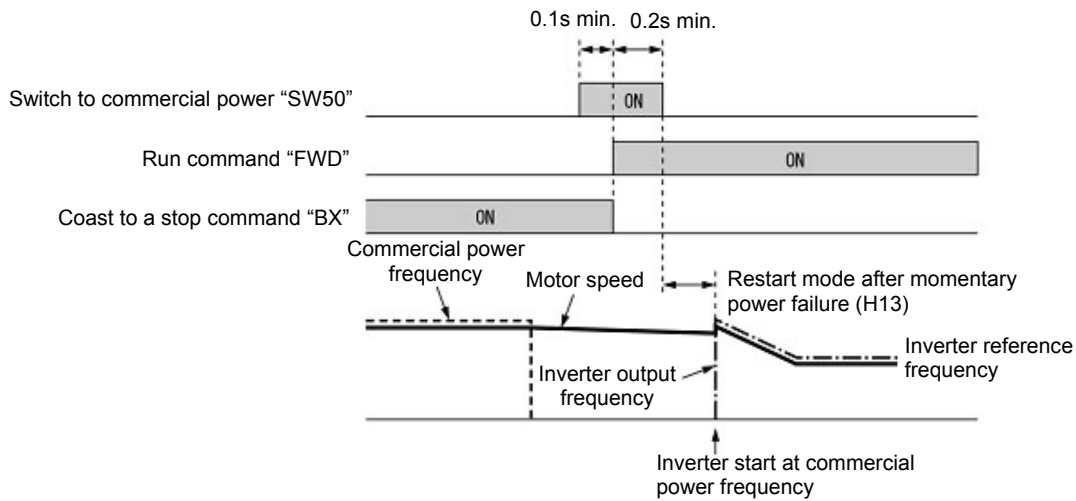 0.1s min.
0.2s min.
Switch to commercial power “SW50”
ON
Run command “FWD”
ON
Coast to a stop command “BX”
ON
Commercial power
frequency
Motor speed
Restart mode after momentary
power failure (H13)
Inverter output
frequency
Inverter reference
frequency
Inverter start at commercial
power frequency